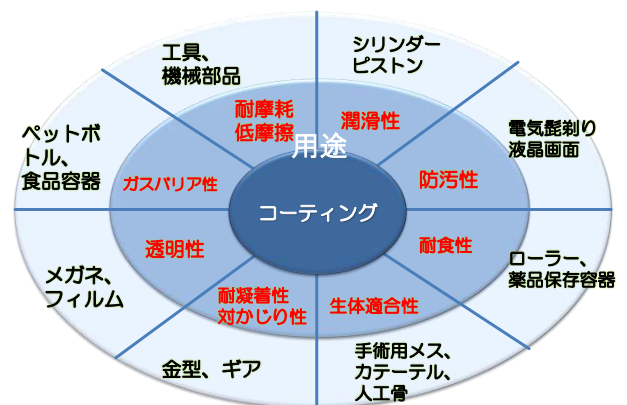 工具、
機械部品
シリンダー
ピストン
ペットボ
トル、
食品容器
電気髭剃り
液晶画面
耐摩耗
低摩擦
潤滑性
用途
ガスバリア性
防汚性
コーティング
透明性
耐食性
メガネ、
フィルム
ローラー、
薬品保存容器
耐凝着性
対かじり性
生体適合性
金型、ギア
手術用メス、
カテーテル、
人工骨